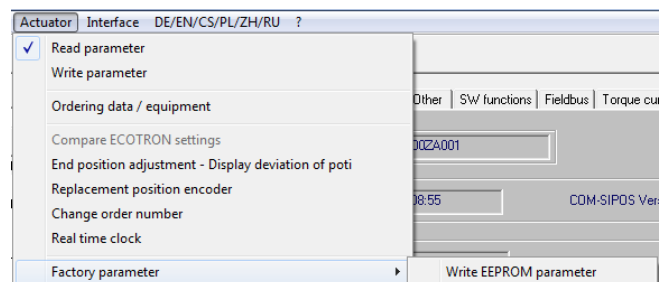 Actuator Interface DE/EN/CS/PL/ZH/RU ?
Read parameter
Write parameter
Ordering data / equipment
Other SW functions Fieldbus Torque cur
Compare ECOTRON settings
00ZA001
End position adjustment - Display deviation of poti
Replacement position encoder
08:55 COM-SIPOS Vers
Change order number
Real time clock
Factory parameter Write EEPROM parameter